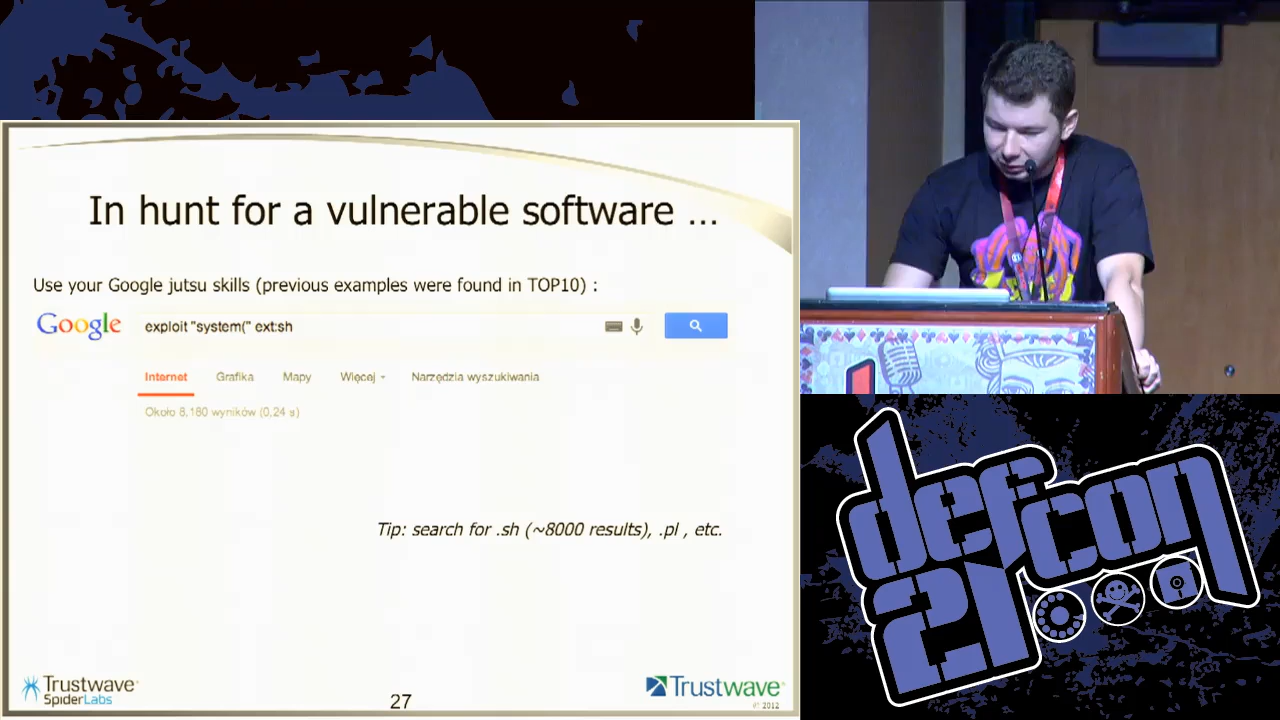 In hunt for a vulnerable software ...
Use your Google jutsu skills (previous examples were found in TOP10) :
Google exploit "system(" ext:sh
Internet Grafika Mapy Więcej Narzędzia wyszukiwania
Około 8,180 wyników (0,24 s)
Tip: search for .sh (~8000 results), .pl , etc.
Trustwave
SpiderLabs
27
Trustwave
© 2012
defcon
21